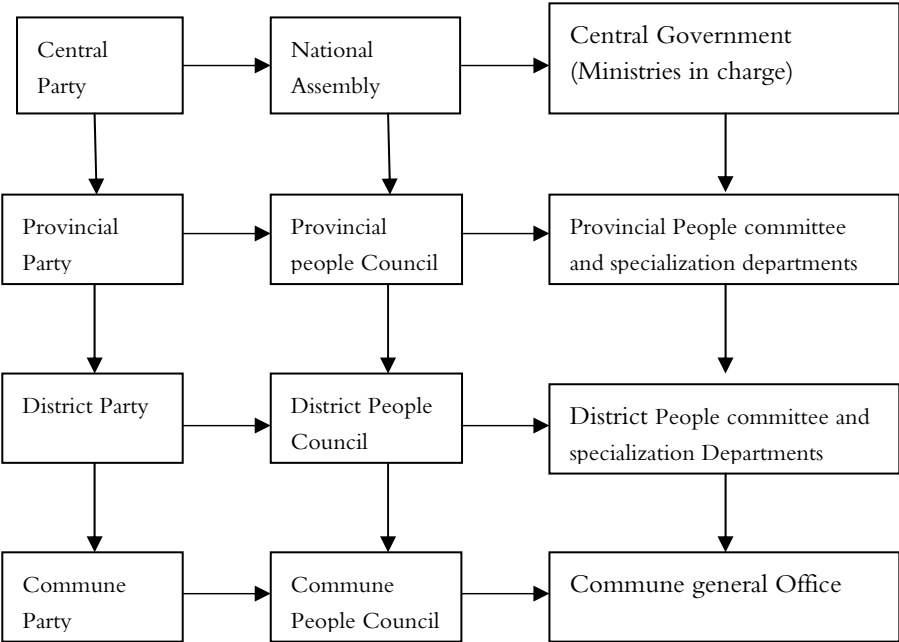 Central
Party
National
Assembly
Central Government
(Ministries in charge)
Provincial
Party
Provincial
people Council
Provincial People committee
and specialization departments
District Party
District People
Council
District People committee and
specialization Departments
Commune
Party
Commune
People Council
Commune general Office